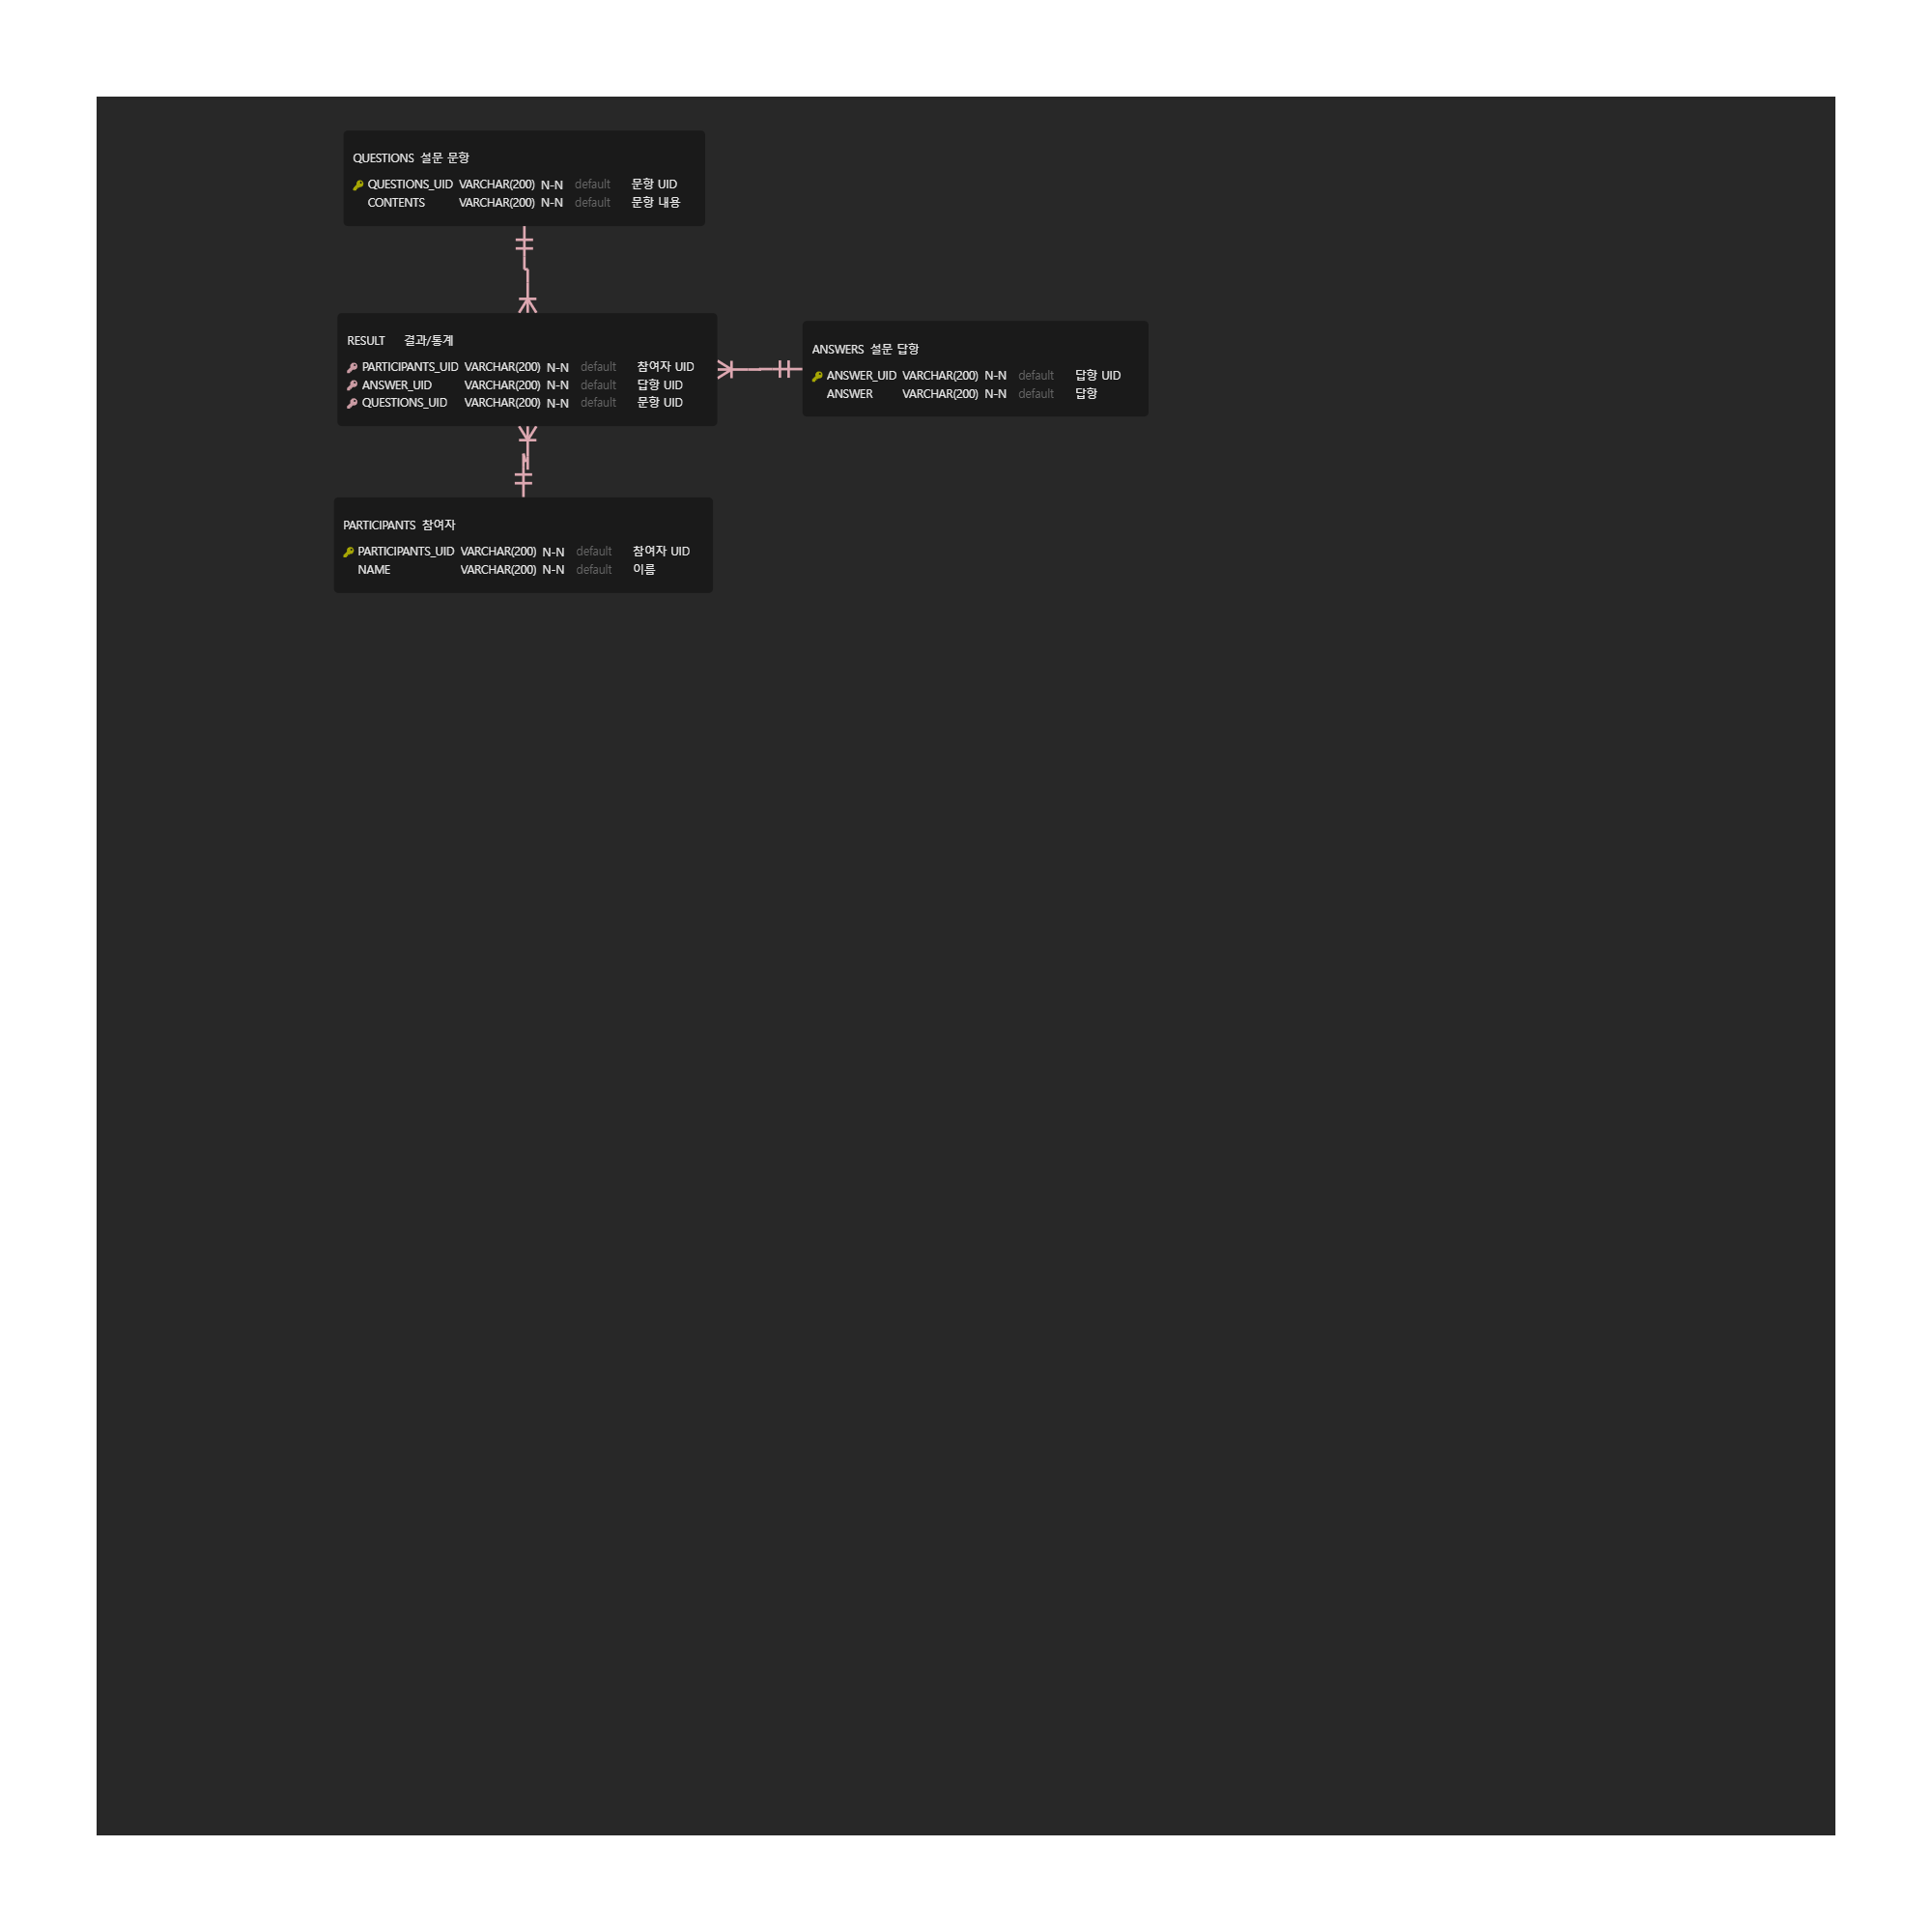 QUESTIONS 설문 문항
QUESTIONS_UID VARCHAR(200) N-N default 문항 UID
CONTENTS VARCHAR(200) N-N default 문항 내용
RESULT 결과/통계
PARTICIPANTS_UID VARCHAR(200) N-N default 참여자 UID
ANSWER_UID VARCHAR(200) N-N default 답항 UID
QUESTIONS_UID VARCHAR(200) N-N default 문항 UID
ANSWERS 설문 답항
ANSWER_UID VARCHAR(200) N-N default 답항 UID
ANSWER VARCHAR(200) N-N default 답항
PARTICIPANTS 참여자
PARTICIPANTS_UID VARCHAR(200) N-N default 참여자 UID
NAME VARCHAR(200) N-N default 이름